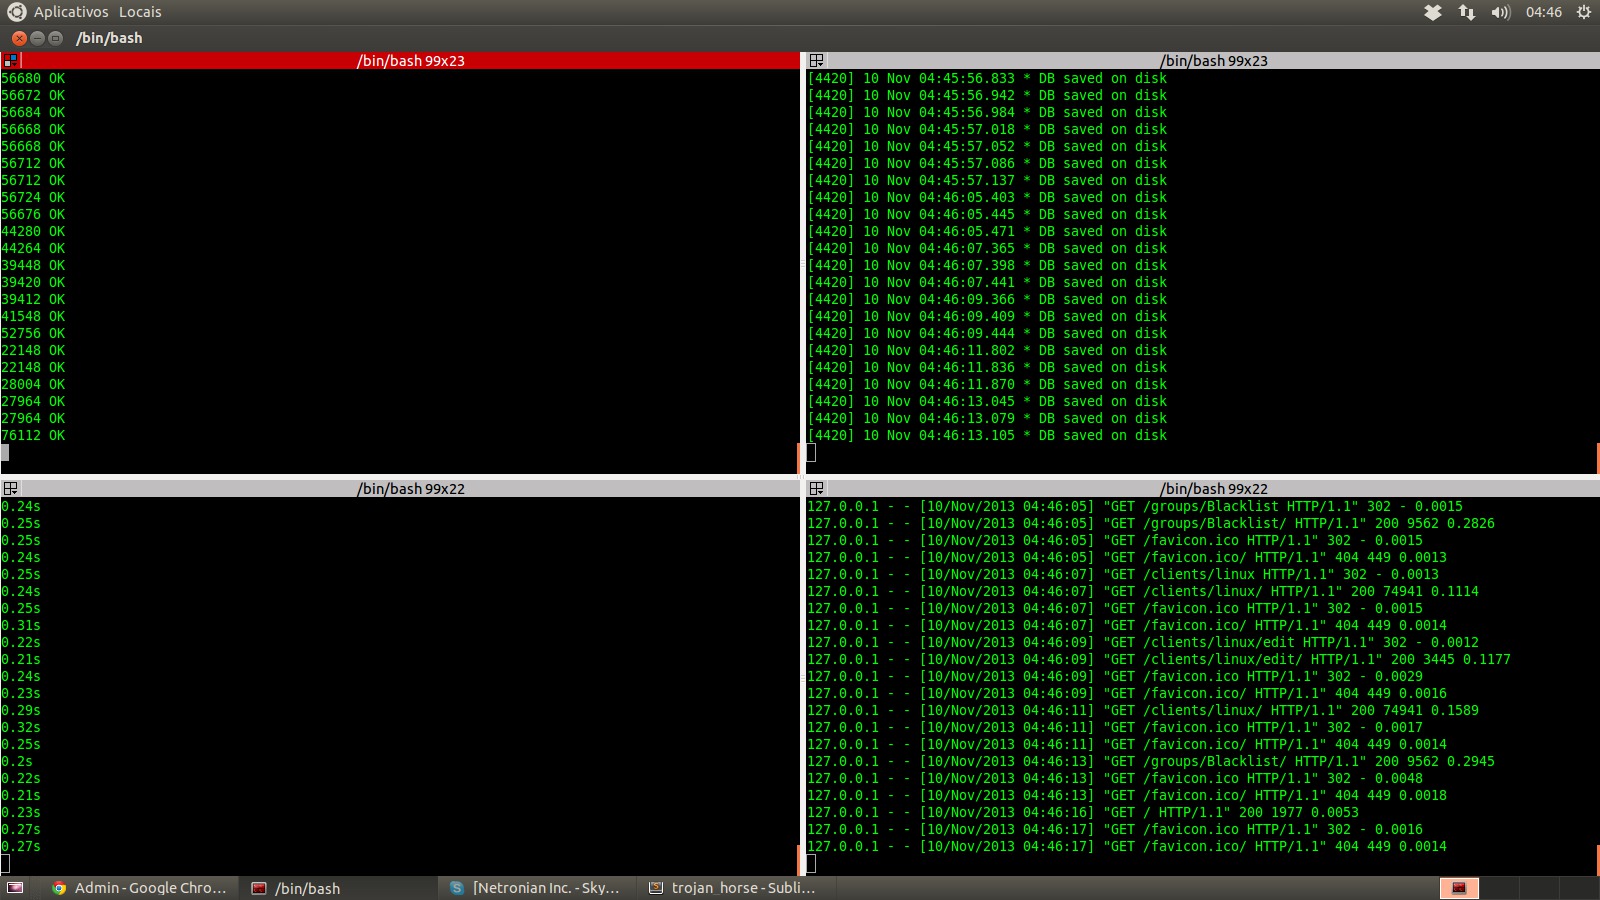 Aplicativos Locais 04:46
/bin/bash
/bin/bash 99x23
56680 OK
56672 OK
56684 OK
56668 OK
56668 OK
56712 OK
56712 OK
56724 OK
56676 OK
44280 OK
44264 OK
39448 OK
39420 OK
39412 OK
41548 OK
52756 OK
22148 OK
22148 OK
28004 OK
27964 OK
27964 OK
76112 OK
/bin/bash 99x23
[4420] 10 Nov 04:45:56.833 * DB saved on disk
[4420] 10 Nov 04:45:56.942 * DB saved on disk
[4420] 10 Nov 04:45:56.984 * DB saved on disk
[4420] 10 Nov 04:45:57.018 * DB saved on disk
[4420] 10 Nov 04:45:57.052 * DB saved on disk
[4420] 10 Nov 04:45:57.086 * DB saved on disk
[4420] 10 Nov 04:45:57.137 * DB saved on disk
[4420] 10 Nov 04:46:05.403 * DB saved on disk
[4420] 10 Nov 04:46:05.445 * DB saved on disk
[4420] 10 Nov 04:46:05.471 * DB saved on disk
[4420] 10 Nov 04:46:07.365 * DB saved on disk
[4420] 10 Nov 04:46:07.398 * DB saved on disk
[4420] 10 Nov 04:46:07.441 * DB saved on disk
[4420] 10 Nov 04:46:09.366 * DB saved on disk
[4420] 10 Nov 04:46:09.409 * DB saved on disk
[4420] 10 Nov 04:46:09.444 * DB saved on disk
[4420] 10 Nov 04:46:11.802 * DB saved on disk
[4420] 10 Nov 04:46:11.836 * DB saved on disk
[4420] 10 Nov 04:46:11.870 * DB saved on disk
[4420] 10 Nov 04:46:13.045 * DB saved on disk
[4420] 10 Nov 04:46:13.079 * DB saved on disk
[4420] 10 Nov 04:46:13.105 * DB saved on disk
/bin/bash 99x22
0.24s
0.25s
0.25s
0.24s
0.25s
0.24s
0.25s
0.31s
0.22s
0.21s
0.24s
0.23s
0.29s
0.32s
0.25s
0.2s
0.22s
0.21s
0.23s
0.27s
0.27s
/bin/bash 99x22
127.0.0.1 - - [10/Nov/2013 04:46:05] "GET /groups/Blacklist HTTP/1.1" 302 - 0.0015
127.0.0.1 - - [10/Nov/2013 04:46:05] "GET /groups/Blacklist/ HTTP/1.1" 200 9562 0.2826
127.0.0.1 - - [10/Nov/2013 04:46:05] "GET /favicon.ico HTTP/1.1" 302 - 0.0015
127.0.0.1 - - [10/Nov/2013 04:46:05] "GET /favicon.ico/ HTTP/1.1" 404 449 0.0013
127.0.0.1 - - [10/Nov/2013 04:46:07] "GET /clients/linux HTTP/1.1" 302 - 0.0013
127.0.0.1 - - [10/Nov/2013 04:46:07] "GET /clients/linux/ HTTP/1.1" 200 74941 0.1114
127.0.0.1 - - [10/Nov/2013 04:46:07] "GET /favicon.ico HTTP/1.1" 302 - 0.0015
127.0.0.1 - - [10/Nov/2013 04:46:07] "GET /favicon.ico/ HTTP/1.1" 404 449 0.0014
127.0.0.1 - - [10/Nov/2013 04:46:09] "GET /clients/linux/edit HTTP/1.1" 302 - 0.0012
127.0.0.1 - - [10/Nov/2013 04:46:09] "GET /clients/linux/edit/ HTTP/1.1" 200 3445 0.1177
127.0.0.1 - - [10/Nov/2013 04:46:09] "GET /favicon.ico HTTP/1.1" 302 - 0.0029
127.0.0.1 - - [10/Nov/2013 04:46:09] "GET /favicon.ico/ HTTP/1.1" 404 449 0.0016
127.0.0.1 - - [10/Nov/2013 04:46:11] "GET /clients/linux/ HTTP/1.1" 200 74941 0.1589
127.0.0.1 - - [10/Nov/2013 04:46:11] "GET /favicon.ico HTTP/1.1" 302 - 0.0017
127.0.0.1 - - [10/Nov/2013 04:46:11] "GET /favicon.ico/ HTTP/1.1" 404 449 0.0014
127.0.0.1 - - [10/Nov/2013 04:46:13] "GET /groups/Blacklist/ HTTP/1.1" 200 9562 0.2945
127.0.0.1 - - [10/Nov/2013 04:46:13] "GET /favicon.ico HTTP/1.1" 302 - 0.0048
127.0.0.1 - - [10/Nov/2013 04:46:13] "GET /favicon.ico/ HTTP/1.1" 404 449 0.0018
127.0.0.1 - - [10/Nov/2013 04:46:16] "GET / HTTP/1.1" 200 1977 0.0053
127.0.0.1 - - [10/Nov/2013 04:46:17] "GET /favicon.ico HTTP/1.1" 302 - 0.0016
127.0.0.1 - - [10/Nov/2013 04:46:17] "GET /favicon.ico/ HTTP/1.1" 404 449 0.0014
Admin - Google Chro... /bin/bash [Netronian Inc. - Sky... trojan_horse - Subli...